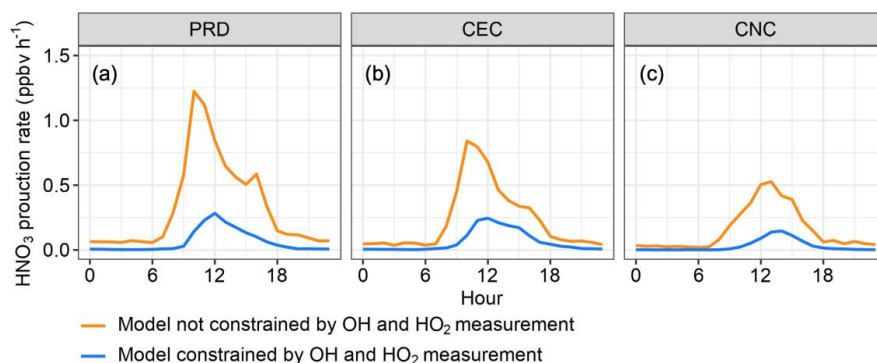 PRD CEC CNC
(a) (b) (c)
HNO₃ prouction rate (ppbv h⁻¹)
1.5
1.0
0.5
0.0
0 6 12 18 0 6 12 18 0 6 12 18
Hour
Model not constrained by OH and HO₂ measurement
Model constrained by OH and HO₂ measurement